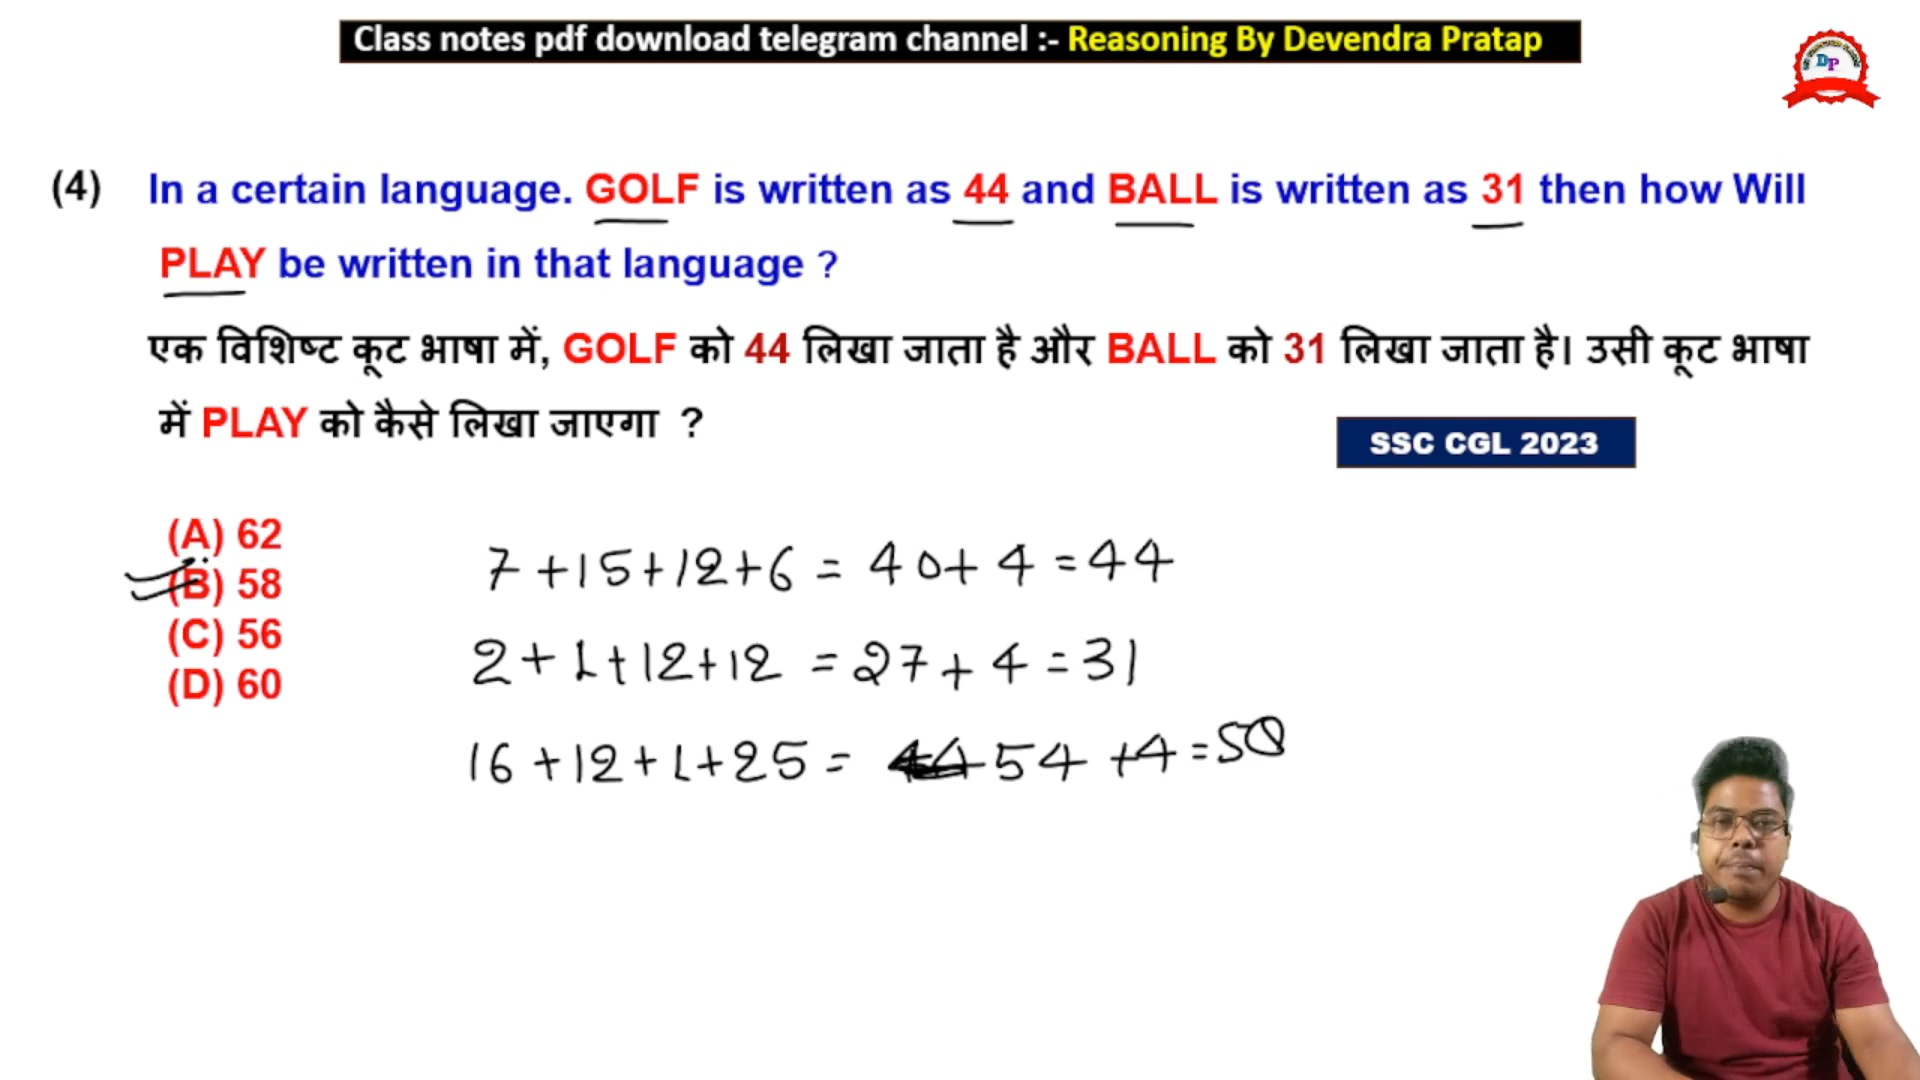 Class notes pdf download telegram channel :- Reasoning By Devendra Pratap
DP
(4) In a certain language. GOLF is written as 44 and BALL is written as 31 then how Will
PLAY be written in that language ?
एक विशिष्ट कूट भाषा में, GOLF को 44 लिखा जाता है और BALL को 31 लिखा जाता है। उसी कूट भाषा
में PLAY को कैसे लिखा जाएगा ?
SSC CGL 2023
(A) 62
(B) 58
(C) 56
(D) 60
7+15+12+6 = 40+4=44
2+1+12+12 = 27+4=31
16+12+1+25= 54 +4=58